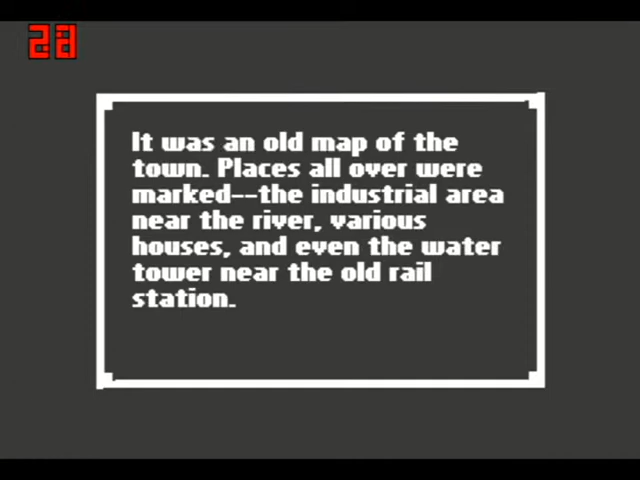 28
It was an old map of the
town. Places all over were
marked--the industrial area
near the river, various
houses, and even the water
tower near the old rail
station.